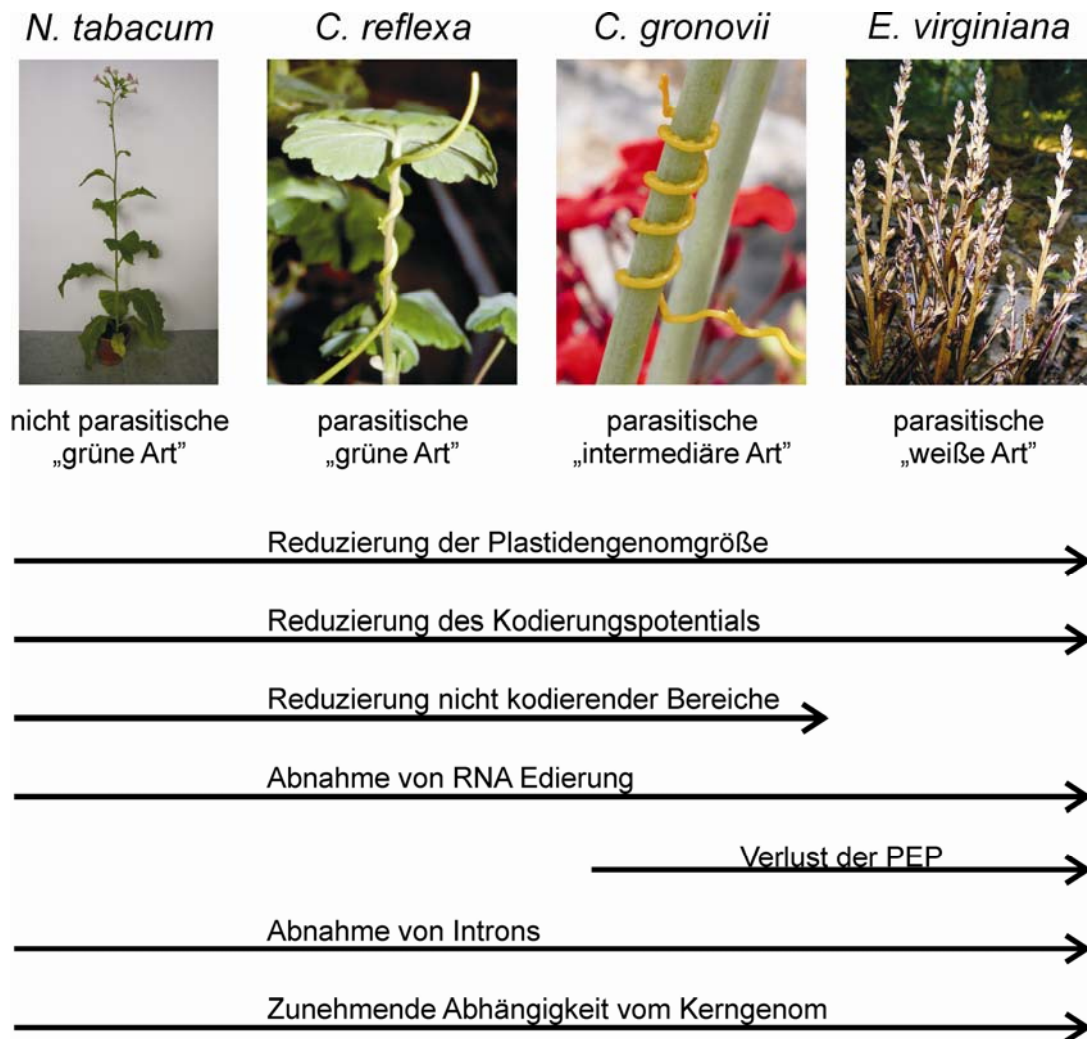 N. tabacum C. reflexa C. gronovii E. virginiana
nicht parasitische parasitische parasitische parasitische
„grüne Art” „grüne Art” „intermediäre Art” „weiße Art”
Reduzierung der Plastidengenomgröße
Reduzierung des Kodierungspotentials
Reduzierung nicht kodierender Bereiche
Abnahme von RNA Edierung
Verlust der PEP
Abnahme von Introns
Zunehmende Abhängigkeit vom Kerngenom